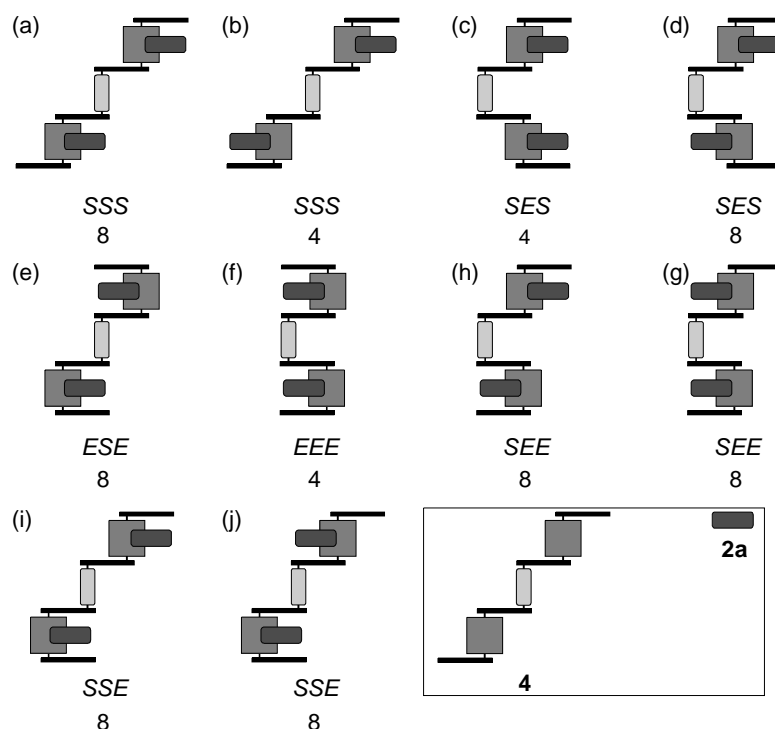 (a) (b) (c) (d)
SSS SSS SES SES
8 4 4 8
(e) (f) (h) (g)
ESE EEE SEE SEE
8 4 8 8
(i) (j) 2a
SSE SSE 4
8 8